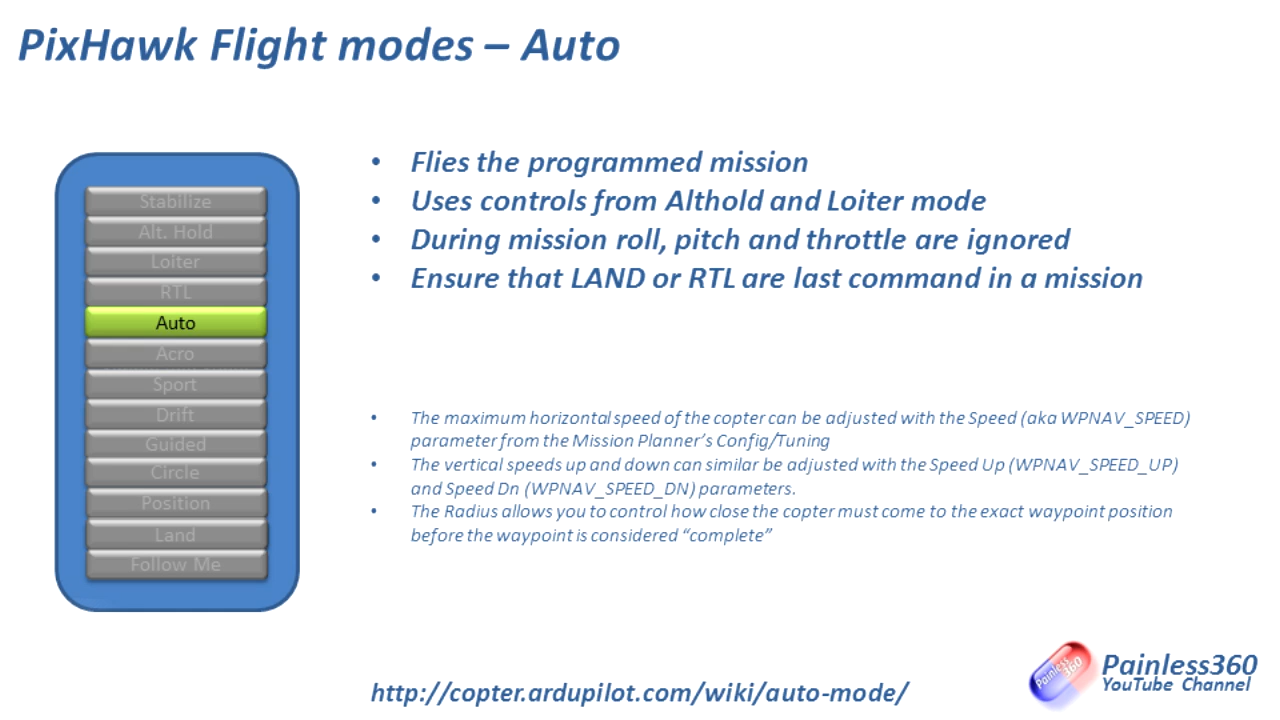 PixHawk Flight modes – Auto
Stabilize
Alt. Hold
Loiter
RTL
Auto
Acro
Sport
Drift
Guided
Circle
Position
Land
Follow Me
• Flies the programmed mission
• Uses controls from Althold and Loiter mode
• During mission roll, pitch and throttle are ignored
• Ensure that LAND or RTL are last command in a mission
• The maximum horizontal speed of the copter can be adjusted with the Speed (aka WPNAV_SPEED)
parameter from the Mission Planner’s Config/Tuning
• The vertical speeds up and down can similar be adjusted with the Speed Up (WPNAV_SPEED_UP)
and Speed Dn (WPNAV_SPEED_DN) parameters.
• The Radius allows you to control how close the copter must come to the exact waypoint position
before the waypoint is considered “complete”
http://copter.ardupilot.com/wiki/auto-mode/
Painless
360
Painless360
YouTube Channel